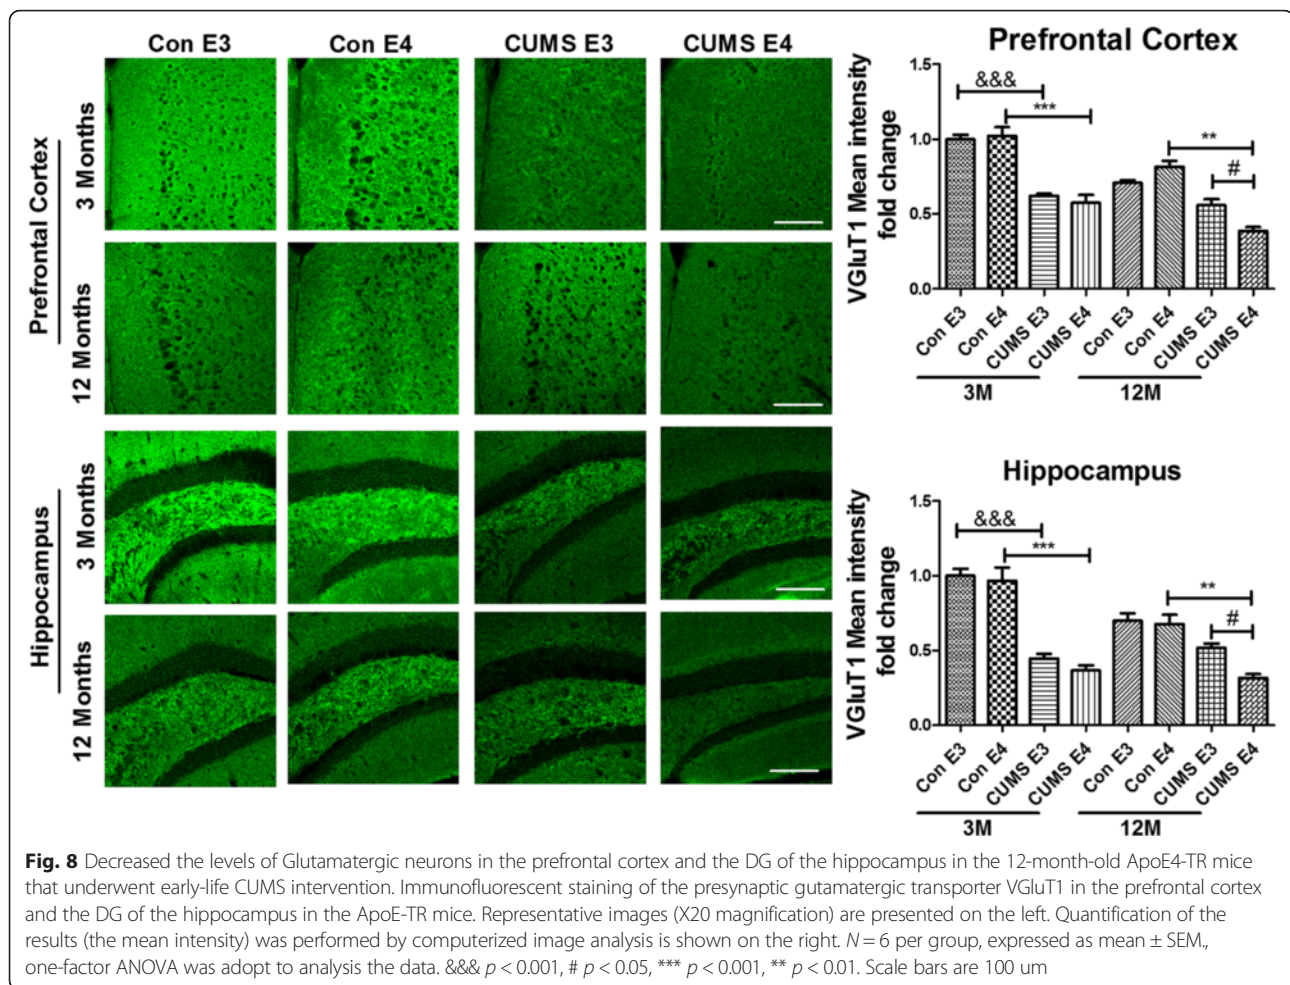 Con E3
Con E4
CUMS E3
CUMS E4
Prefrontal Cortex
3 Months
12 Months
Hippocampus
3 Months
12 Months
Prefrontal Cortex
VGluT1 Mean intensity
fold change
1.5
1.0
0.5
0.0
&&&
***
**
#
Con E3
Con E4
CUMS E3
CUMS E4
Con E3
Con E4
CUMS E3
CUMS E4
3M
12M
Hippocampus
VGluT1 Mean intensity
fold change
1.5
1.0
0.5
0.0
&&&
***
**
#
Con E3
Con E4
CUMS E3
CUMS E4
Con E3
Con E4
CUMS E3
CUMS E4
3M
12M
Fig. 8 Decreased the levels of Glutamatergic neurons in the prefrontal cortex and the DG of the hippocampus in the 12-month-old ApoE4-TR mice
that underwent early-life CUMS intervention. Immunofluorescent staining of the presynaptic gutamatergic transporter VGluT1 in the prefrontal cortex
and the DG of the hippocampus in the ApoE-TR mice. Representative images (X20 magnification) are presented on the left. Quantification of the
results (the mean intensity) was performed by computerized image analysis is shown on the right. N = 6 per group, expressed as mean ± SEM.,
one-factor ANOVA was adopt to analysis the data. &&& p < 0.001, # p < 0.05, *** p < 0.001, ** p < 0.01. Scale bars are 100 um